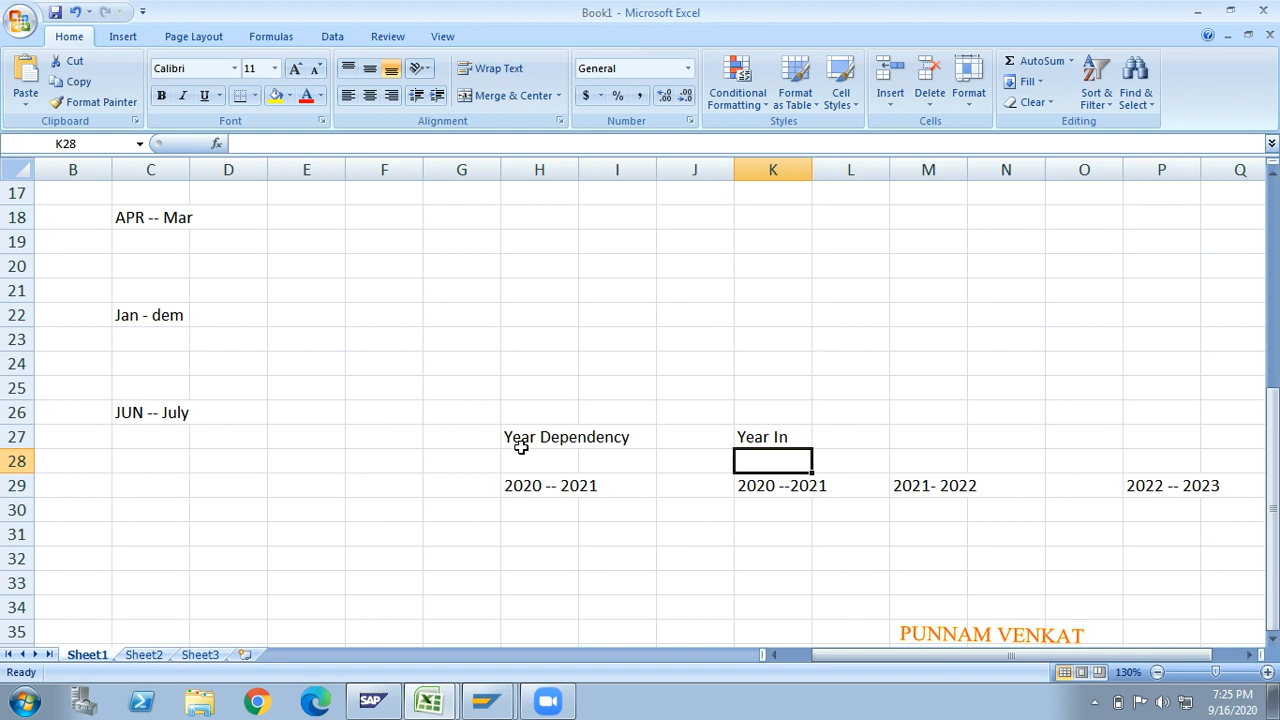 Book1 - Microsoft Excel
Home Insert Page Layout Formulas Data Review View
Paste Cut Copy Format Painter Clipboard
Calibri 11 B I U A Font
Wrap Text Merge & Center Alignment
General $ % , Number
Conditional Formatting Format as Table Cell Styles Styles
Insert Delete Format Cells
AutoSum Fill Clear Sort & Filter Find & Select Editing
K28 fx
B C D E F G H I J K L M N O P Q
17
18 APR -- Mar
19
20
21
22 Jan - dem
23
24
25
26 JUN -- July
27 Year Dependency Year In
28
29 2020 -- 2021 2020 --2021 2021- 2022 2022 -- 2023
30
31
32
33
34
35
PUNNAM VENKAT
Sheet1 Sheet2 Sheet3
Ready 130%
SAP
7:25 PM
9/16/2020